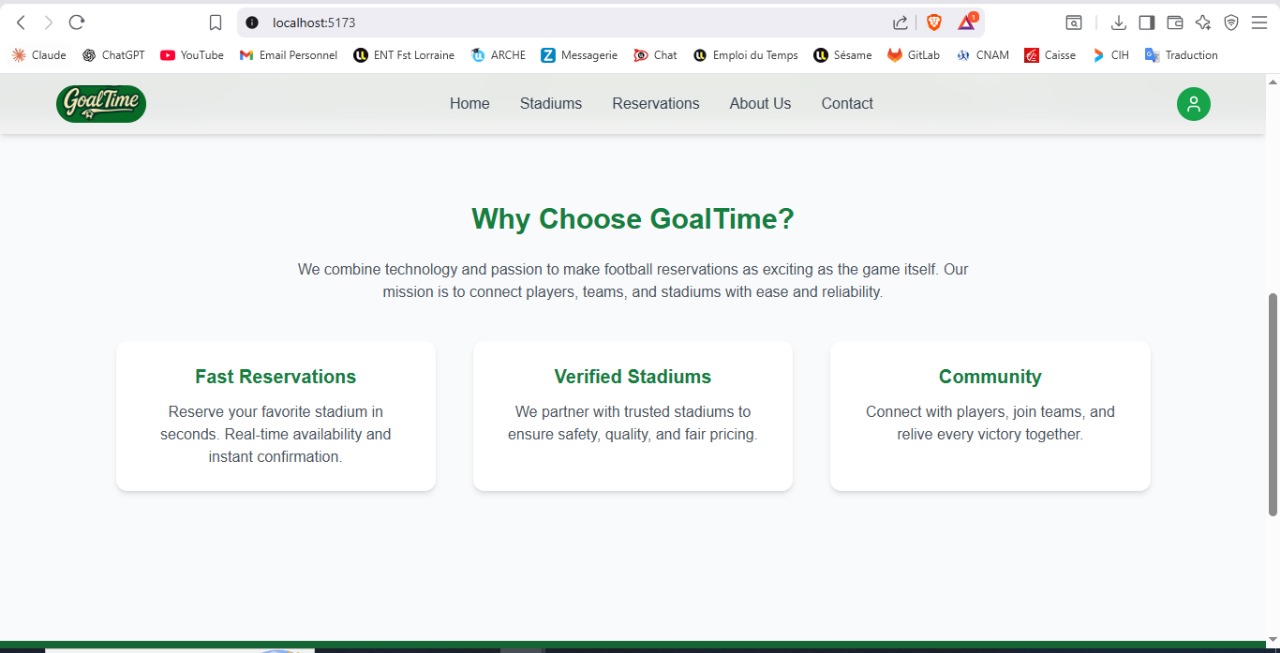 localhost:5173
1
Claude
ChatGPT
YouTube
Email Personnel
ENT Fst Lorraine
ARCHE
Messagerie
Chat
Emploi du Temps
Sésame
GitLab
CNAM
Caisse
CIH
Traduction
GoalTime
Home
Stadiums
Reservations
About Us
Contact
Why Choose GoalTime?
We combine technology and passion to make football reservations as exciting as the game itself. Our
mission is to connect players, teams, and stadiums with ease and reliability.
Fast Reservations
Reserve your favorite stadium in
seconds. Real-time availability and
instant confirmation.
Verified Stadiums
We partner with trusted stadiums to
ensure safety, quality, and fair pricing.
Community
Connect with players, join teams, and
relive every victory together.